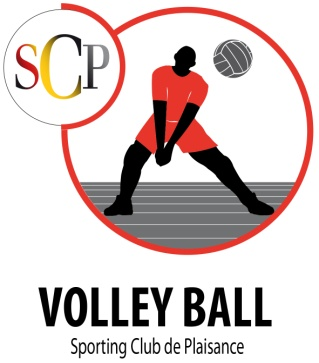 SCP
VOLLEY BALL
Sporting Club de Plaisance